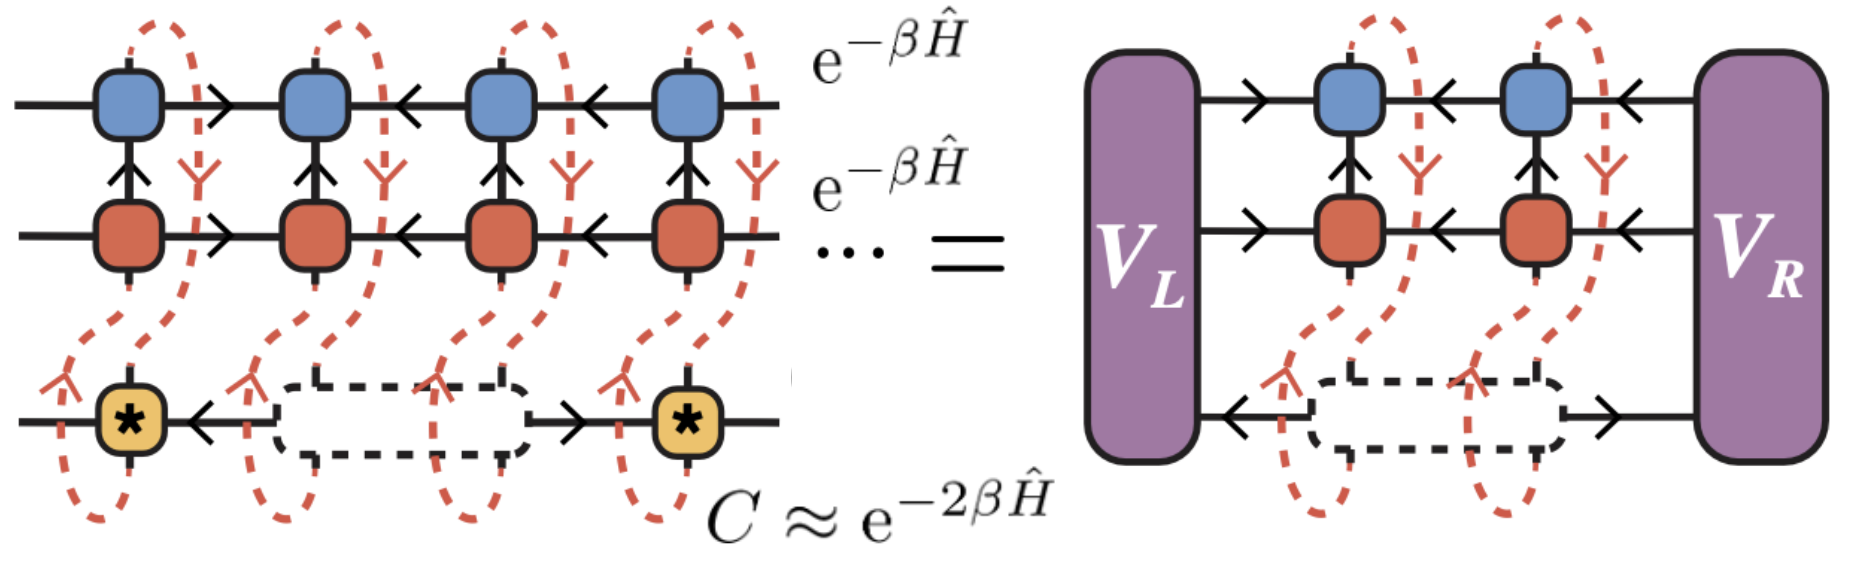 e^{-βĤ}
e^{-βĤ}
... =
V_L
V_R
*
*
C ≈ e^{-2βĤ}